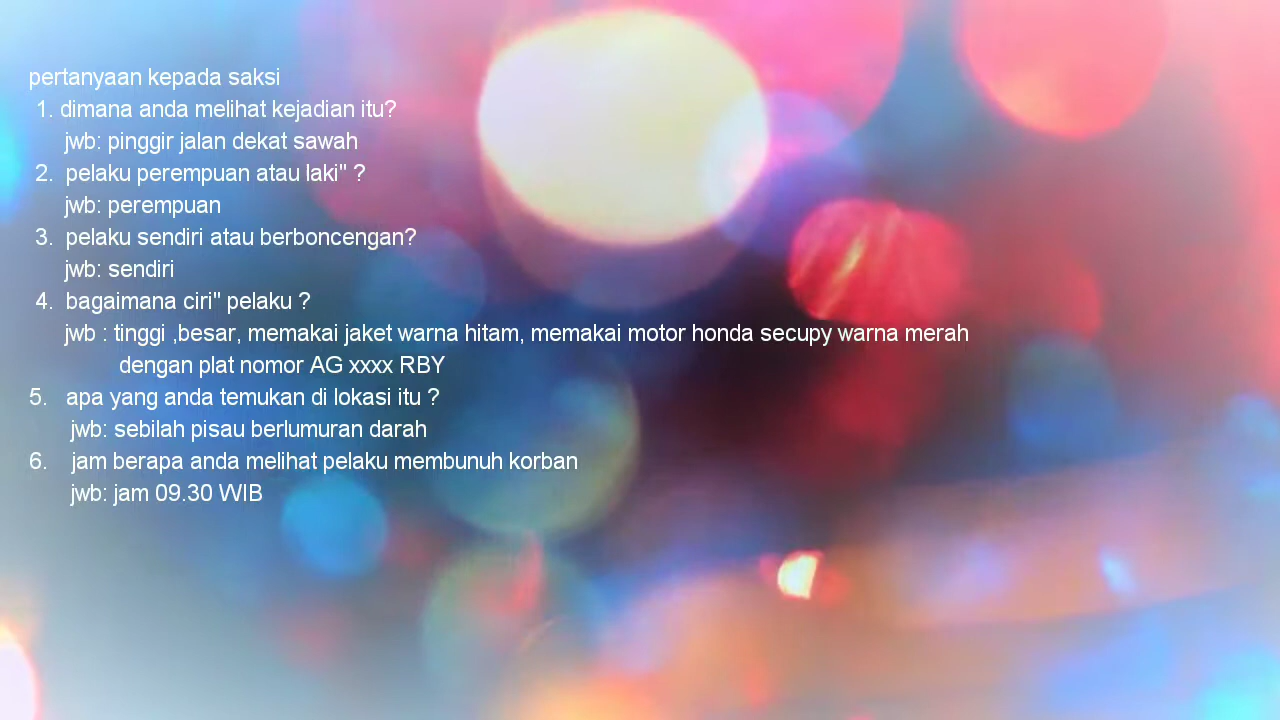 pertanyaan kepada saksi
1. dimana anda melihat kejadian itu?
jwb: pinggir jalan dekat sawah
2. pelaku perempuan atau laki" ?
jwb: perempuan
3. pelaku sendiri atau berboncengan?
jwb: sendiri
4. bagaimana ciri" pelaku ?
jwb : tinggi ,besar, memakai jaket warna hitam, memakai motor honda secupy warna merah
dengan plat nomor AG xxxx RBY
5. apa yang anda temukan di lokasi itu ?
jwb: sebilah pisau berlumuran darah
6. jam berapa anda melihat pelaku membunuh korban
jwb: jam 09.30 WIB